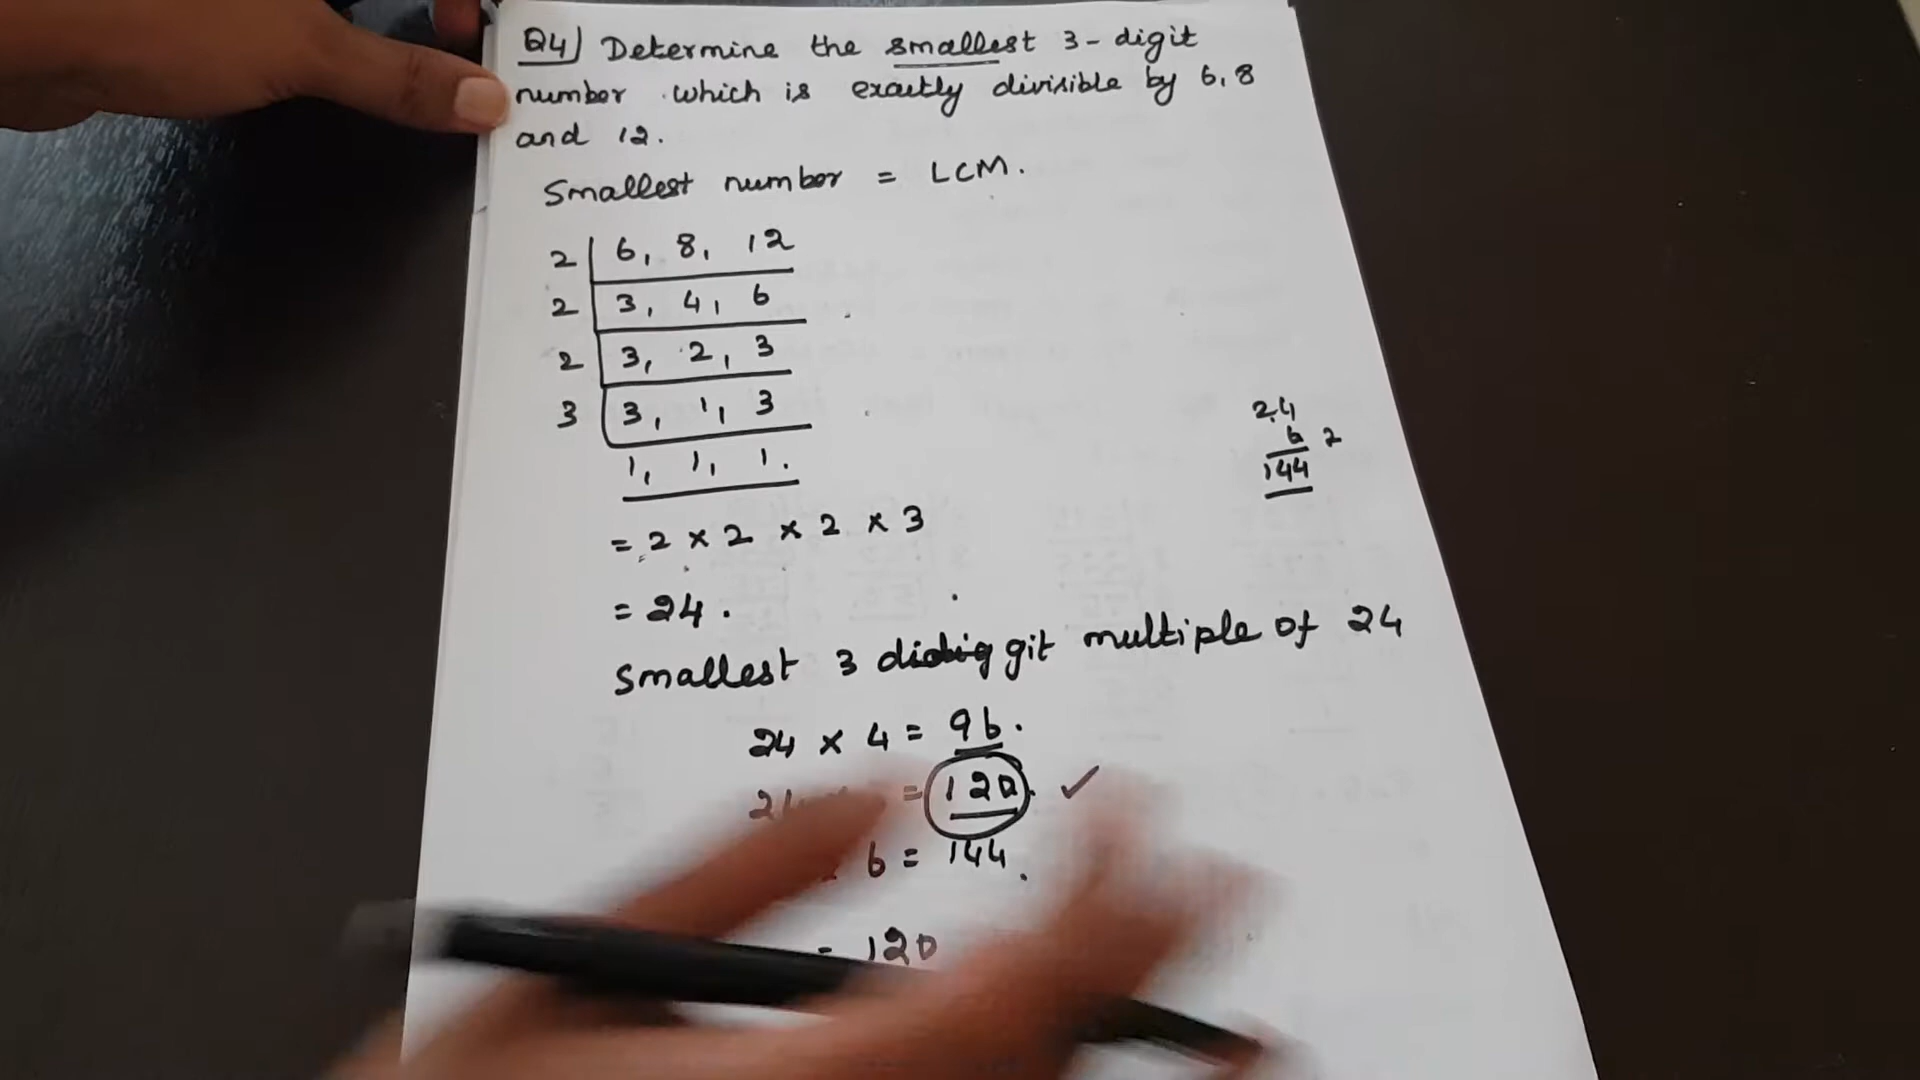 Q4) Determine the smallest 3-digit
number which is exactly divisible by 6, 8
and 12.
Smallest number = LCM.
2 | 6, 8, 12
2 | 3, 4, 6
2 | 3, 2, 3
3 | 3, 1, 3
1, 1, 1.
= 2 × 2 × 2 × 3
= 24.
24
6 2
144
Smallest 3 git multiple of 24
24 × 4 = 96.
= 120. ✓
6 = 144.
= 120